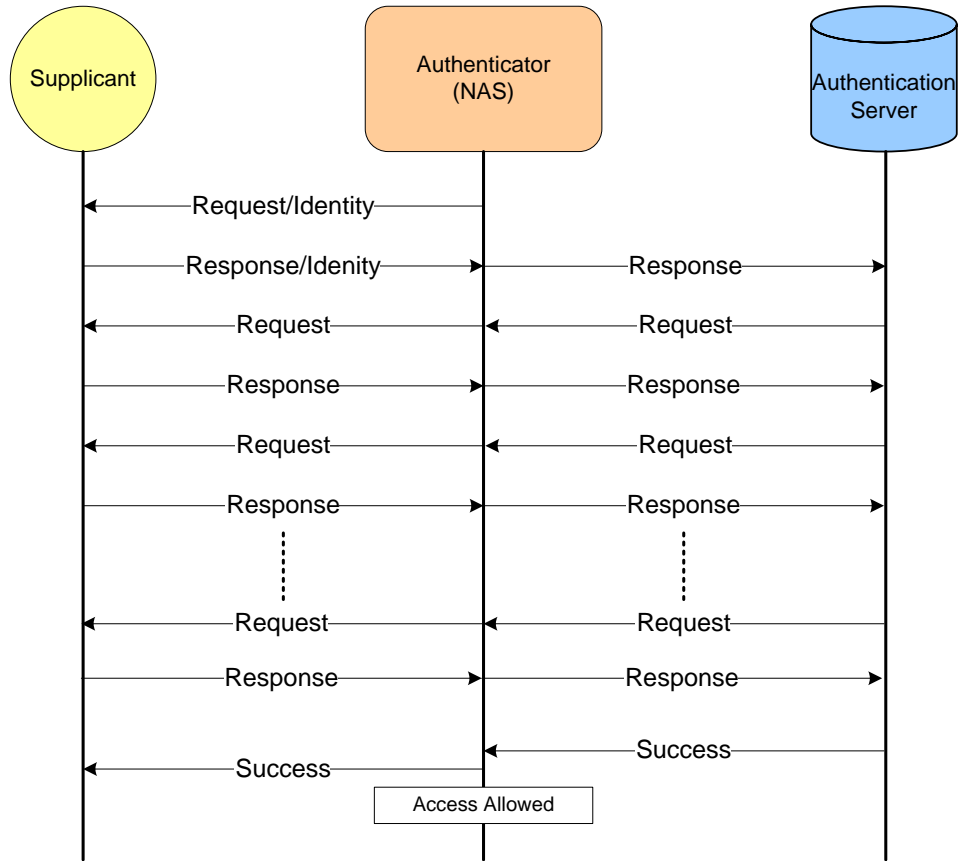 Supplicant
Authenticator
(NAS)
Authentication
Server
Request/Identity
Response/Idenity
Response
Request
Request
Response
Response
Request
Request
Response
Response
Request
Request
Response
Response
Success
Success
Access Allowed